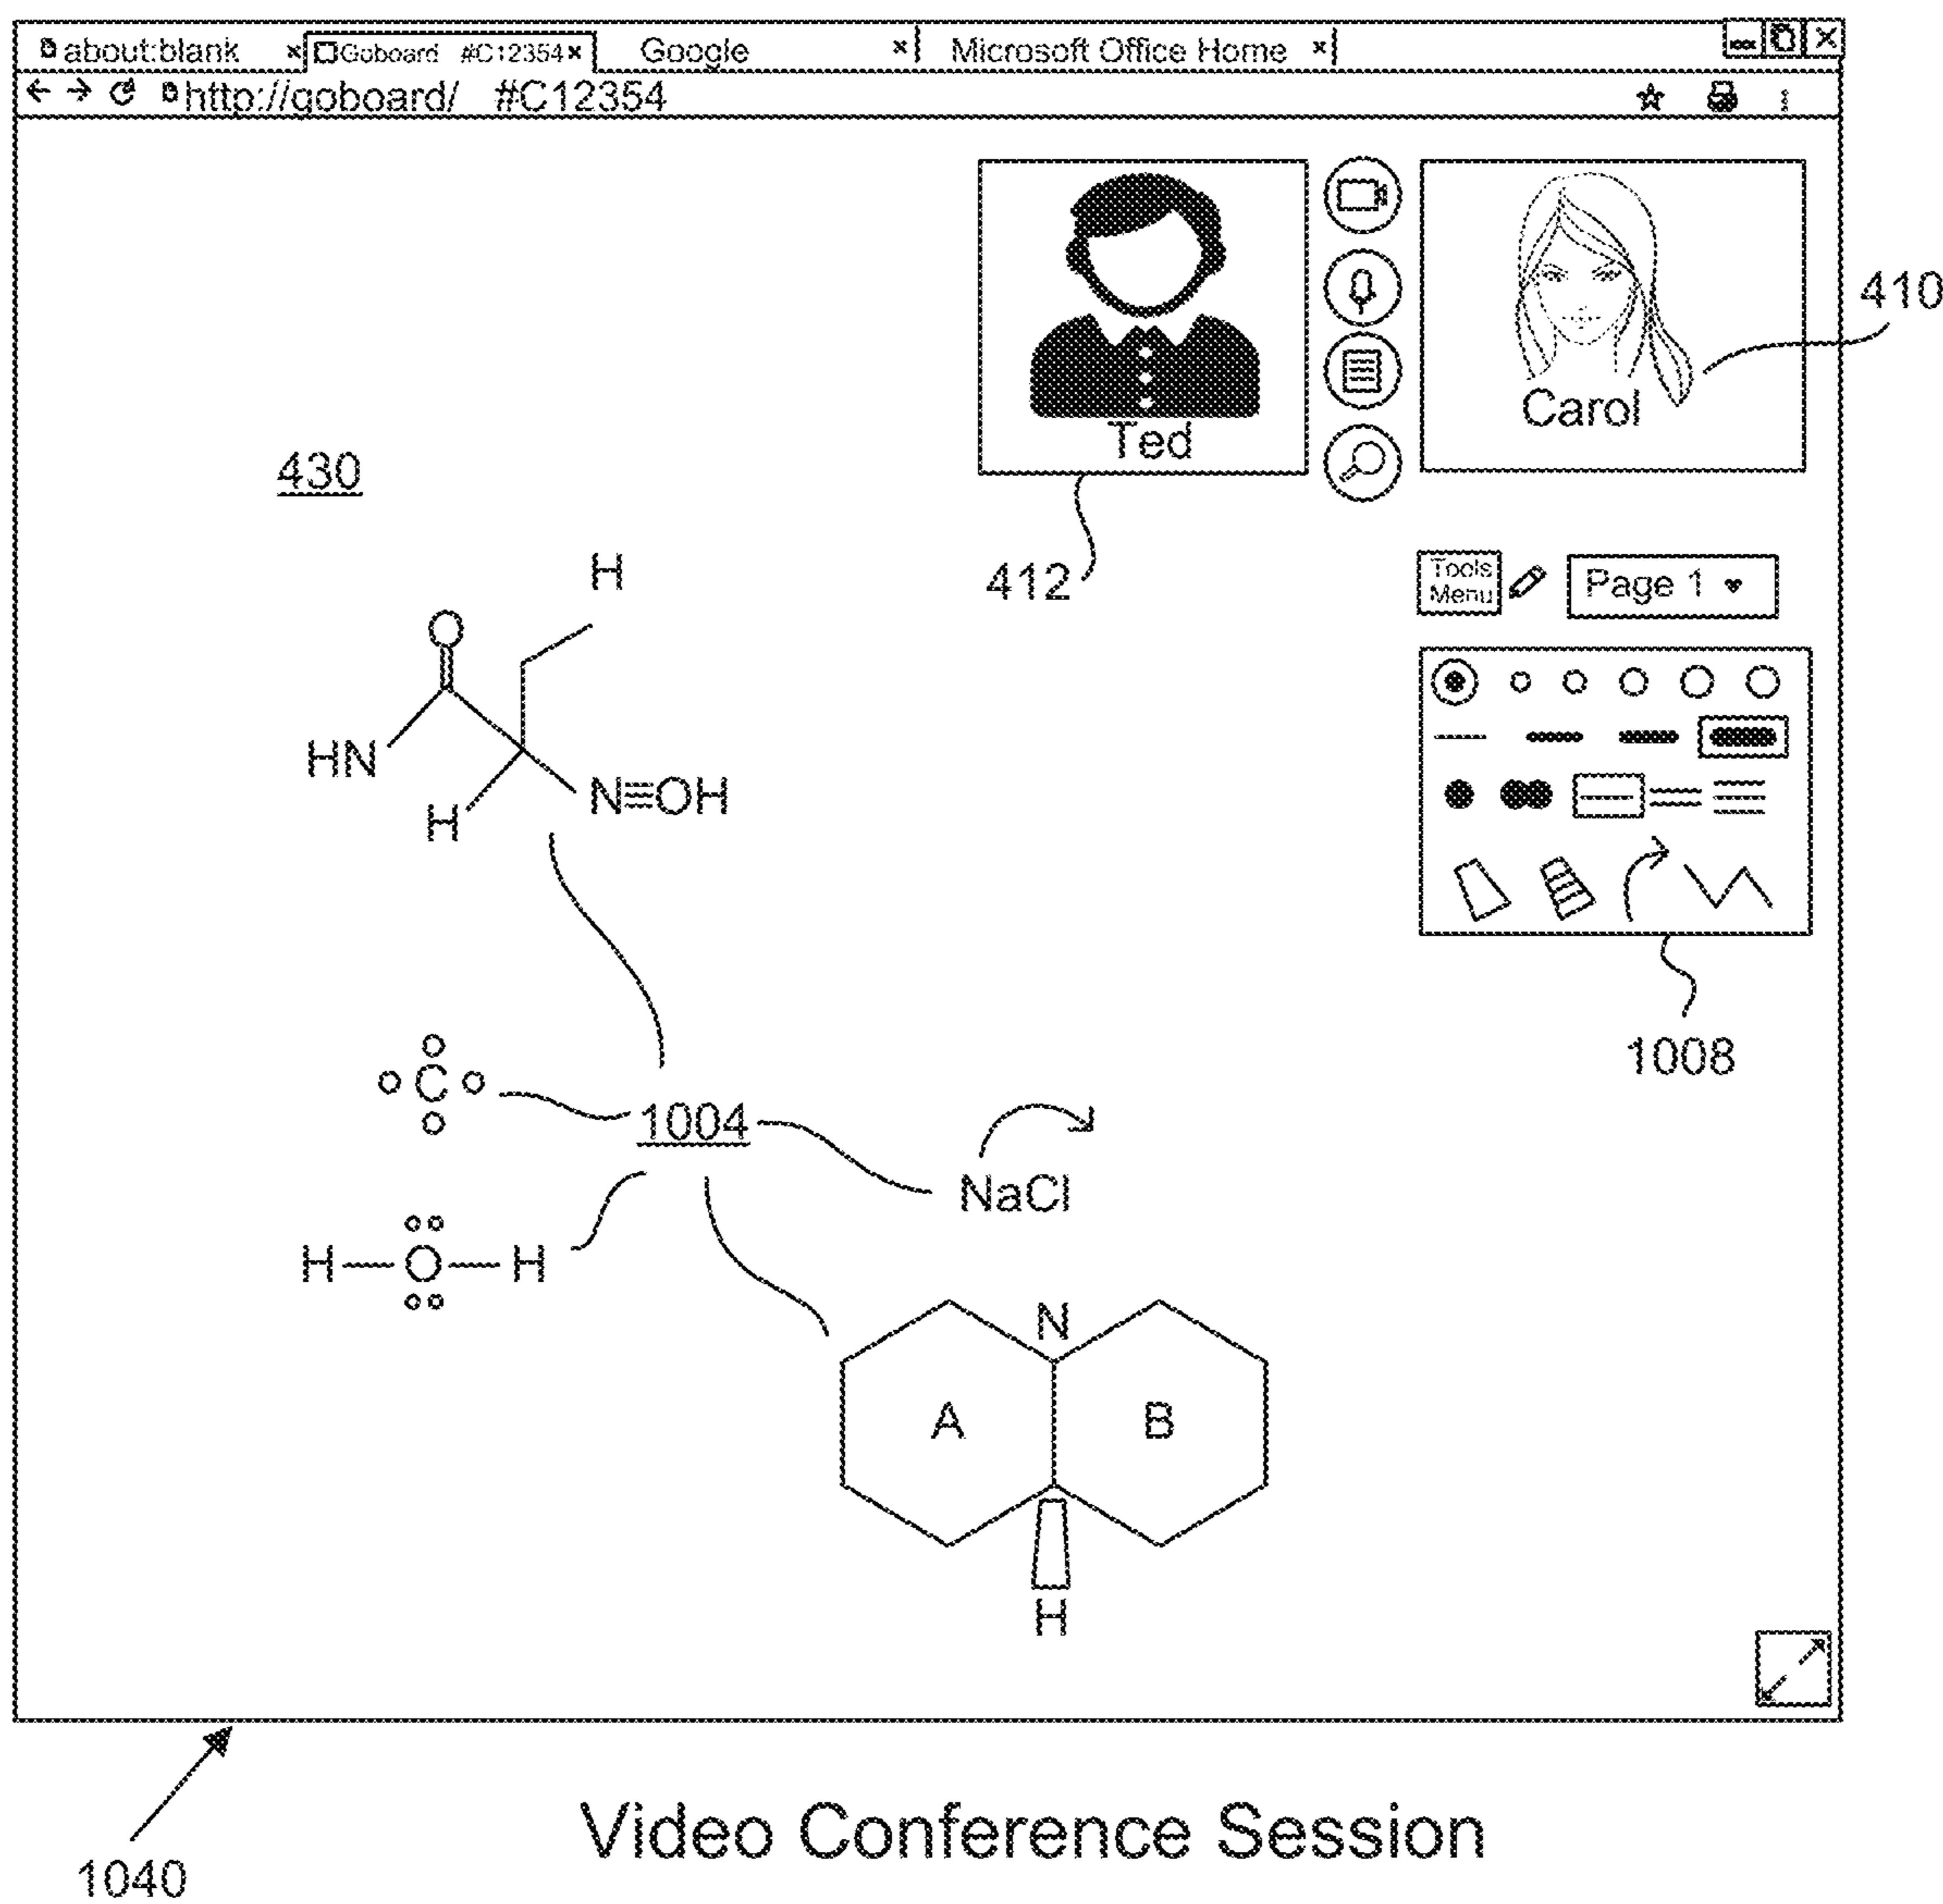 about:blank × Goboard #C12354 × Google × Microsoft Office Home ×
http://goboard/ #C12354
Ted
Carol
410
430
412
Tools
Menu
Page 1
H
O
HN
H
N≡OH
1008
C
1004
NaCl
H—O—H
N
A
B
H
1040
Video Conference Session